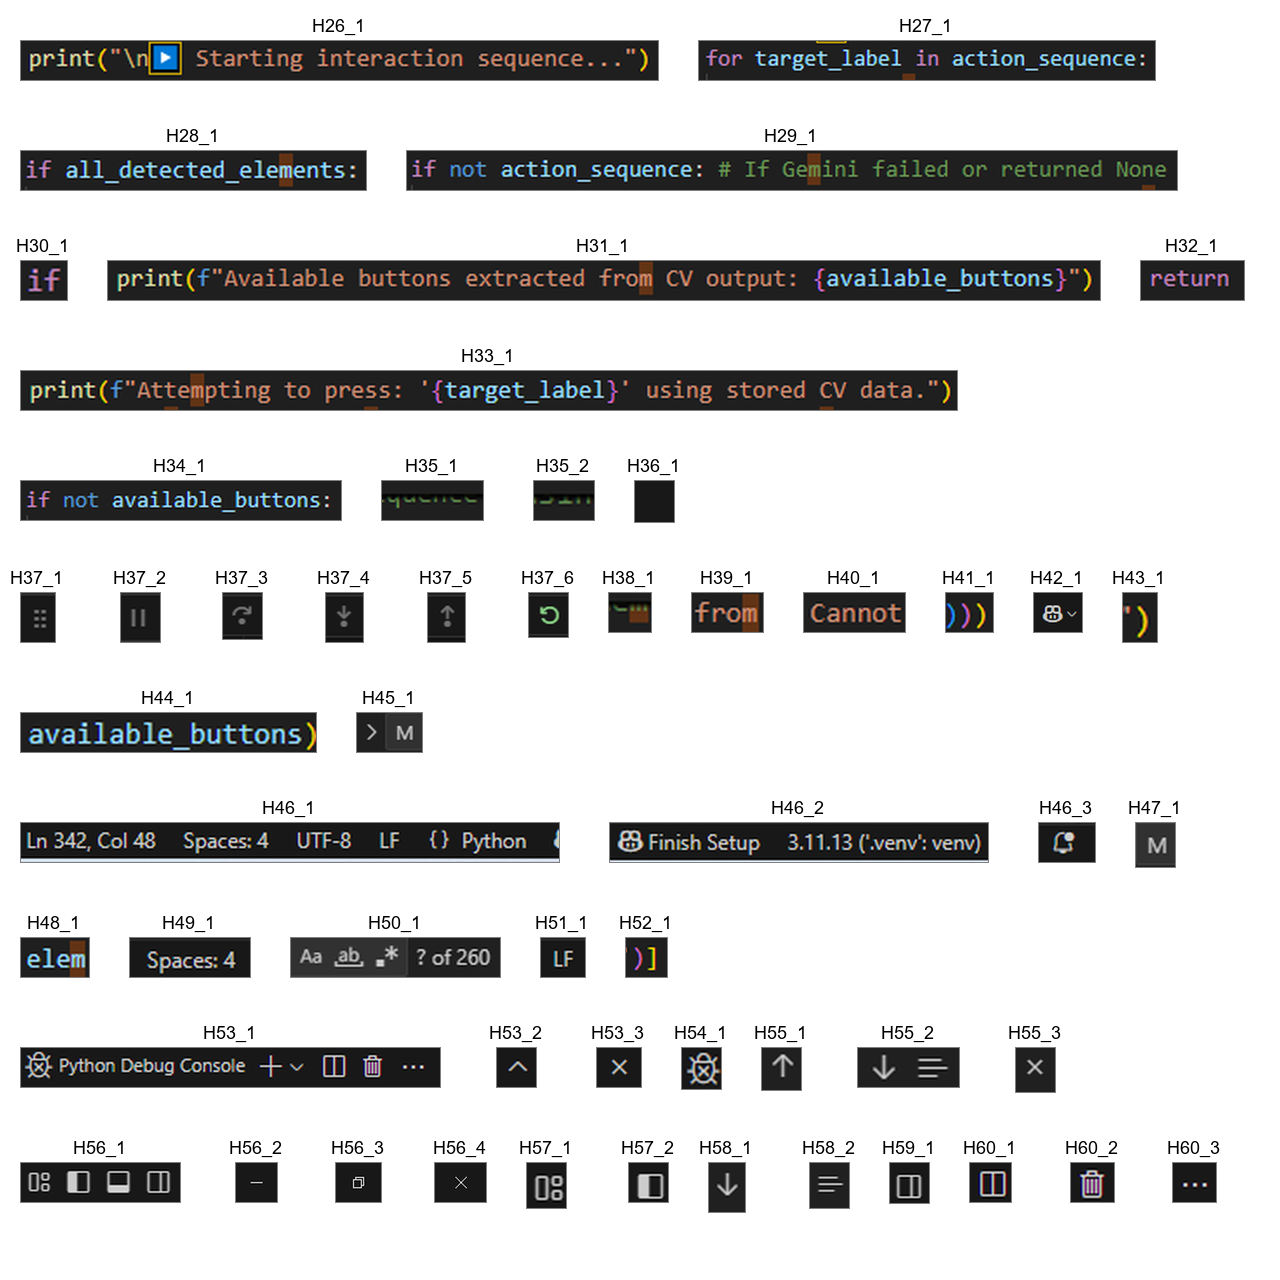 H26_1 H27_1
print("\n▶ Starting interaction sequence...") for target_label in action_sequence:
H28_1 H29_1
if all_detected_elements: if not action_sequence: # If Gemini failed or returned None
H30_1 H31_1 H32_1
if print(f"Available buttons extracted from CV output: {available_buttons}") return
H33_1
print(f"Attempting to press: '{target_label}' using stored CV data.")
H34_1 H35_1 H35_2 H36_1
if not available_buttons:
H37_1 H37_2 H37_3 H37_4 H37_5 H37_6 H38_1 H39_1 H40_1 H41_1 H42_1 H43_1
from Cannot ))) ')
H44_1 H45_1
available_buttons) > M
H46_1 H46_2 H46_3 H47_1
Ln 342, Col 48 Spaces: 4 UTF-8 LF {} Python Finish Setup 3.11.13 ('.venv': venv) M
H48_1 H49_1 H50_1 H51_1 H52_1
elem Spaces: 4 Aa ab .* ? of 260 LF )]
H53_1 H53_2 H53_3 H54_1 H55_1 H55_2 H55_3
Python Debug Console
H56_1 H56_2 H56_3 H56_4 H57_1 H57_2 H58_1 H58_2 H59_1 H60_1 H60_2 H60_3